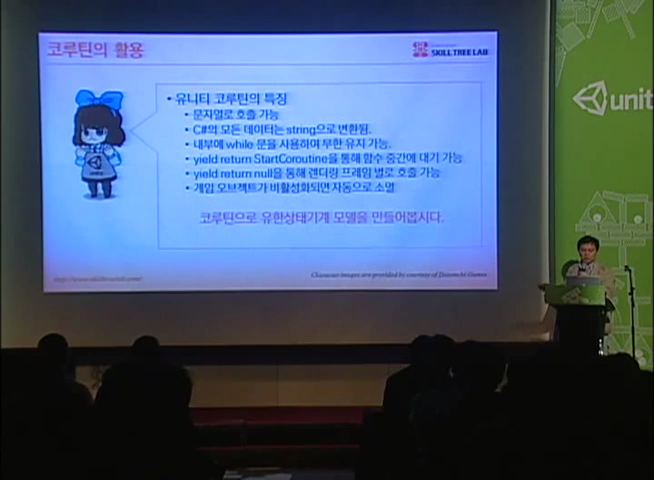 코루틴의 활용
SKILL TREE LAB
• 유니티 코루틴의 특징
• 문자열로 호출 가능
• C#의 모든 데이터는 string으로 변환됨.
• 내부에 while 문을 사용하여 무한 유지 가능.
• yield return StartCoroutine을 통해 함수 중간에 대기 가능
• yield return null을 통해 렌더링 프레임 별로 호출 가능
• 게임 오브젝트가 비활성화되면 자동으로 소멸
코루틴으로 유한상태기계 모델을 만들어봅시다.
Character images are provided by courtesy of Games
unit